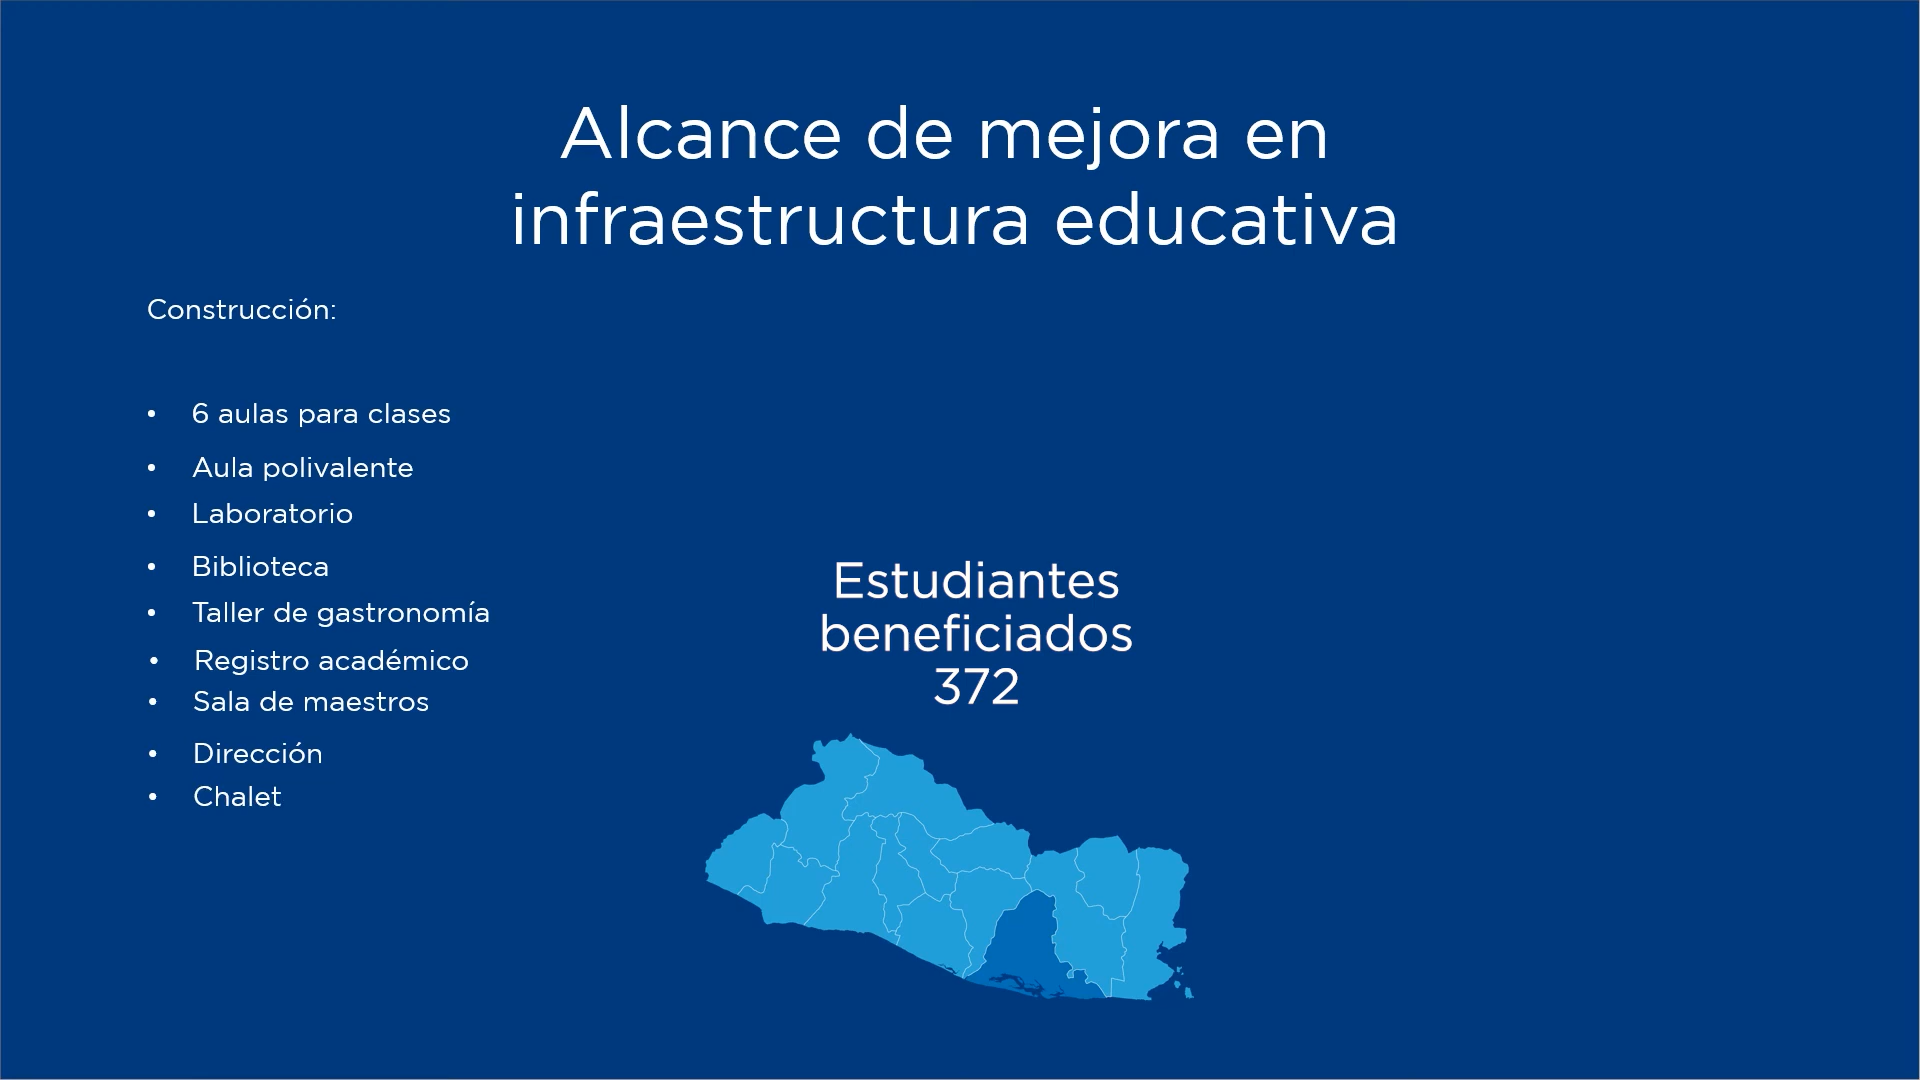 Alcance de mejora en
infraestructura educativa
Construcción:
• 6 aulas para clases
• Aula polivalente
• Laboratorio
• Biblioteca
• Taller de gastronomía
• Registro académico
• Sala de maestros
• Dirección
• Chalet
Estudiantes
beneficiados
372